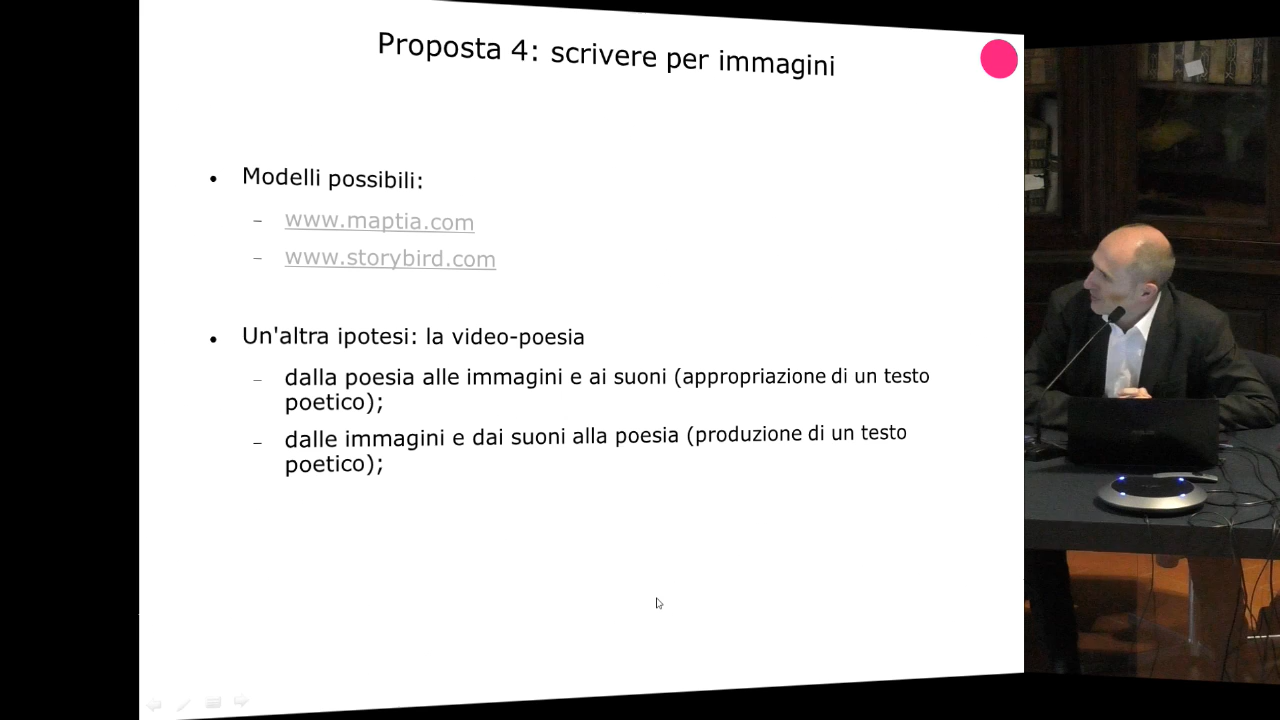 Proposta 4: scrivere per immagini
• Modelli possibili:
– www.maptia.com
– www.storybird.com
• Un'altra ipotesi: la video-poesia
– dalla poesia alle immagini e ai suoni (appropriazione di un testo
poetico);
– dalle immagini e dai suoni alla poesia (produzione di un testo
poetico);